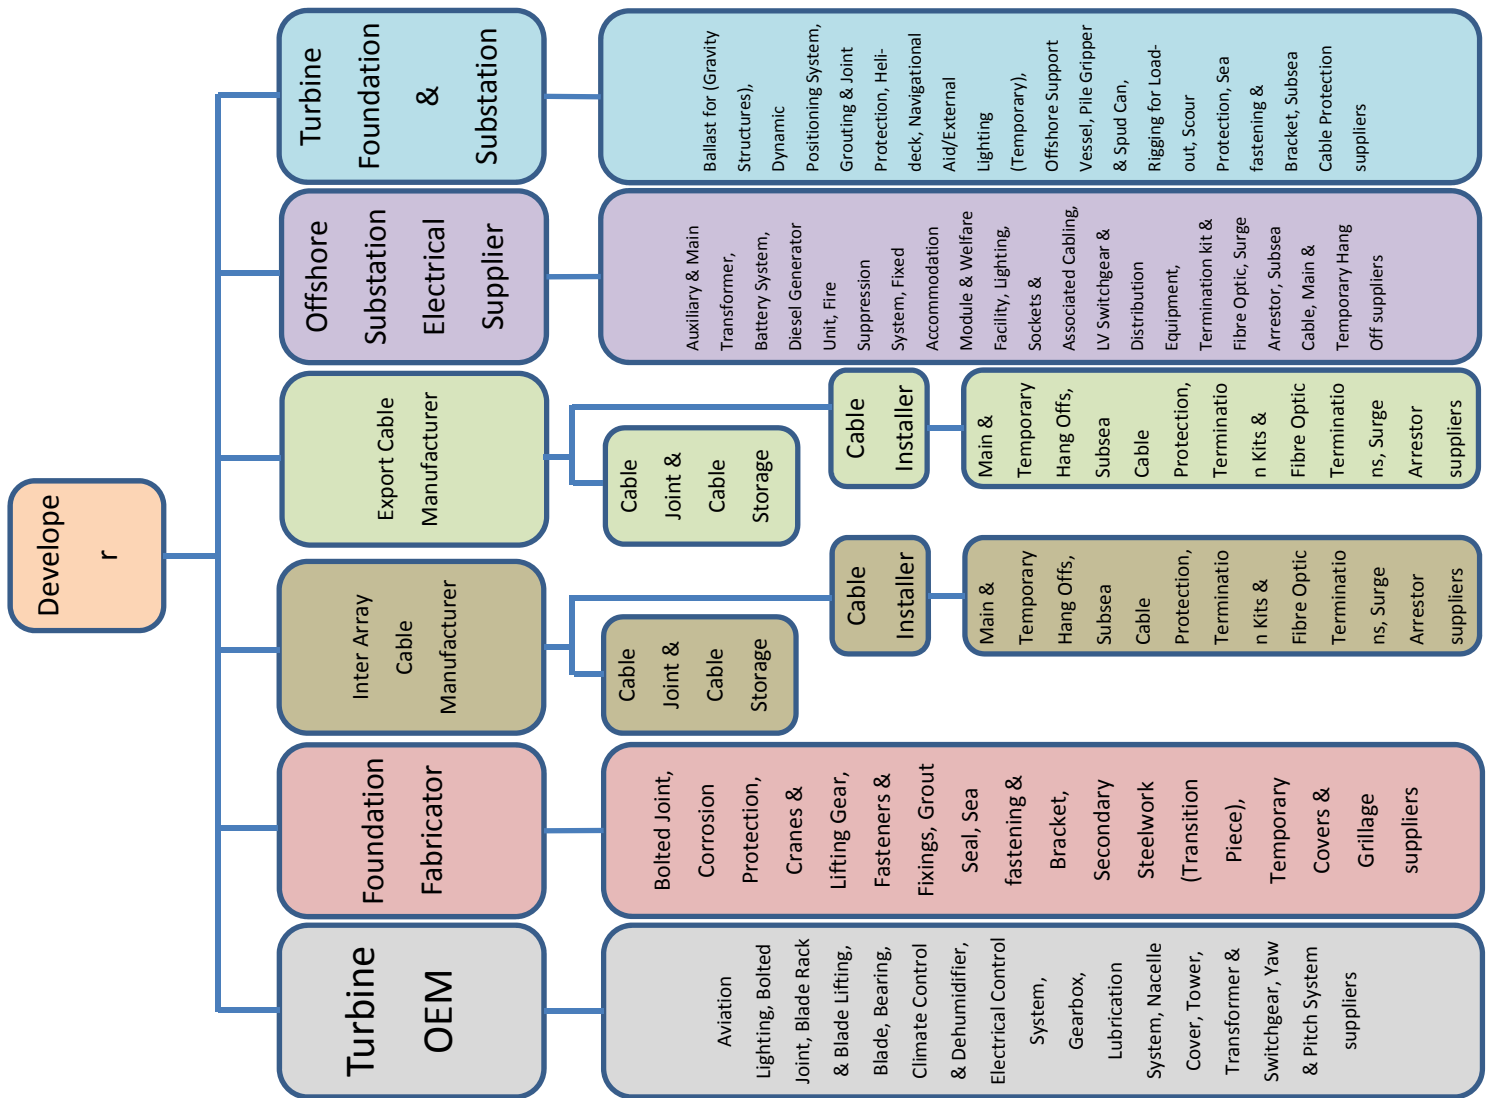 Develope
r
Turbine
OEM
Aviation
Lighting, Bolted
Joint, Blade Rack
& Blade Lifting,
Blade, Bearing,
Climate Control
& Dehumidifier,
Electrical Control
System,
Gearbox,
Lubrication
System, Nacelle
Cover, Tower,
Transformer &
Switchgear, Yaw
& Pitch System
suppliers
Foundation
Fabricator
Bolted Joint,
Corrosion
Protection,
Cranes &
Lifting Gear,
Fasteners &
Fixings, Grout
Seal, Sea
fastening &
Bracket,
Secondary
Steelwork
(Transition
Piece),
Temporary
Covers &
Grillage
suppliers
Inter Array
Cable
Manufacturer
Cable
Joint &
Cable
Storage
Cable
Installer
Main &
Temporary
Hang Offs,
Subsea
Cable
Protection,
Terminatio
n Kits &
Fibre Optic
Terminatio
ns, Surge
Arrestor
suppliers
Export Cable
Manufacturer
Cable
Joint &
Cable
Storage
Cable
Installer
Main &
Temporary
Hang Offs,
Subsea
Cable
Protection,
Terminatio
n Kits &
Fibre Optic
Terminatio
ns, Surge
Arrestor
suppliers
Offshore
Substation
Electrical
Supplier
Auxiliary & Main
Transformer,
Battery System,
Diesel Generator
Unit, Fire
Suppression
System, Fixed
Accommodation
Module & Welfare
Facility, Lighting,
Sockets &
Associated Cabling,
LV Switchgear &
Distribution
Equipment,
Termination kit &
Fibre Optic, Surge
Arrestor, Subsea
Cable, Main &
Temporary Hang
Off suppliers
Turbine
Foundation
&
Substation
Ballast for (Gravity
Structures),
Dynamic
Positioning System,
Grouting & Joint
Protection, Heli-
deck, Navigational
Aid/External
Lighting
(Temporary),
Offshore Support
Vessel, Pile Gripper
& Spud Can,
Rigging for Load-
out, Scour
Protection, Sea
fastening &
Bracket, Subsea
Cable Protection
suppliers